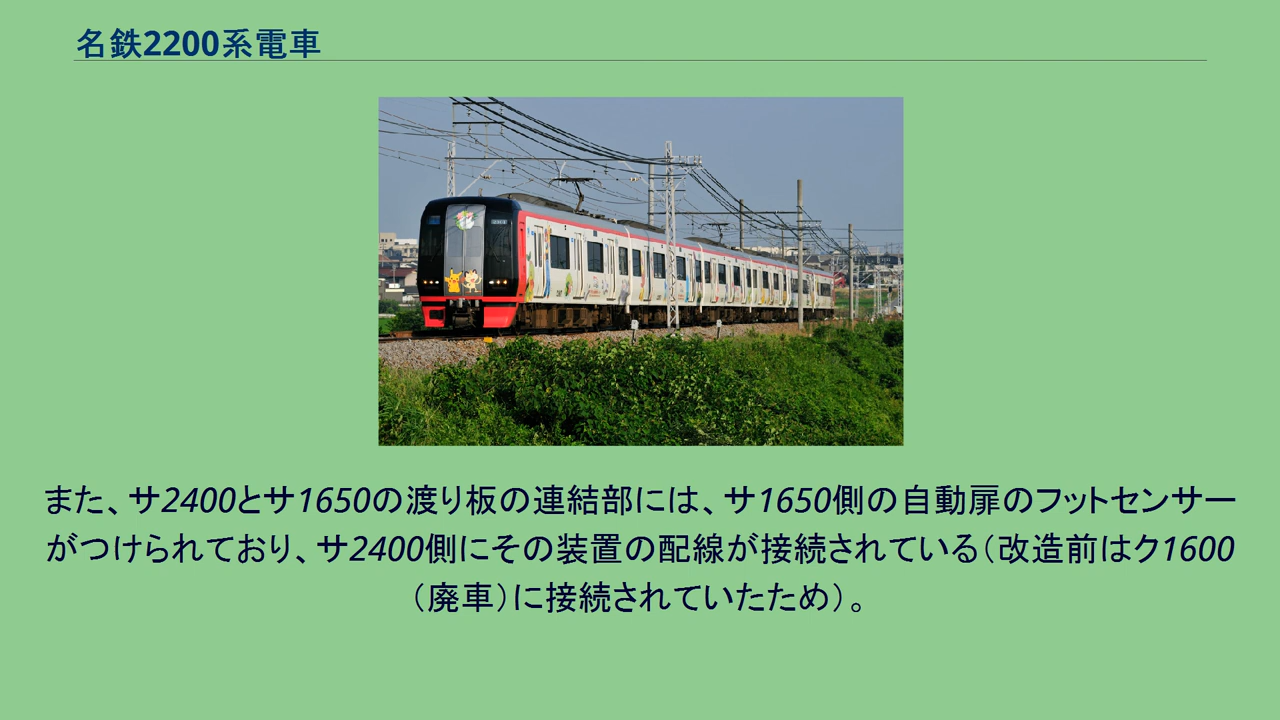 名鉄2200系電車
また、サ2400とサ1650の渡り板の連結部には、サ1650側の自動扉のフットセンサー
がつけられており、サ2400側にその装置の配線が接続されている（改造前はク1600
（廃車）に接続されていたため）。